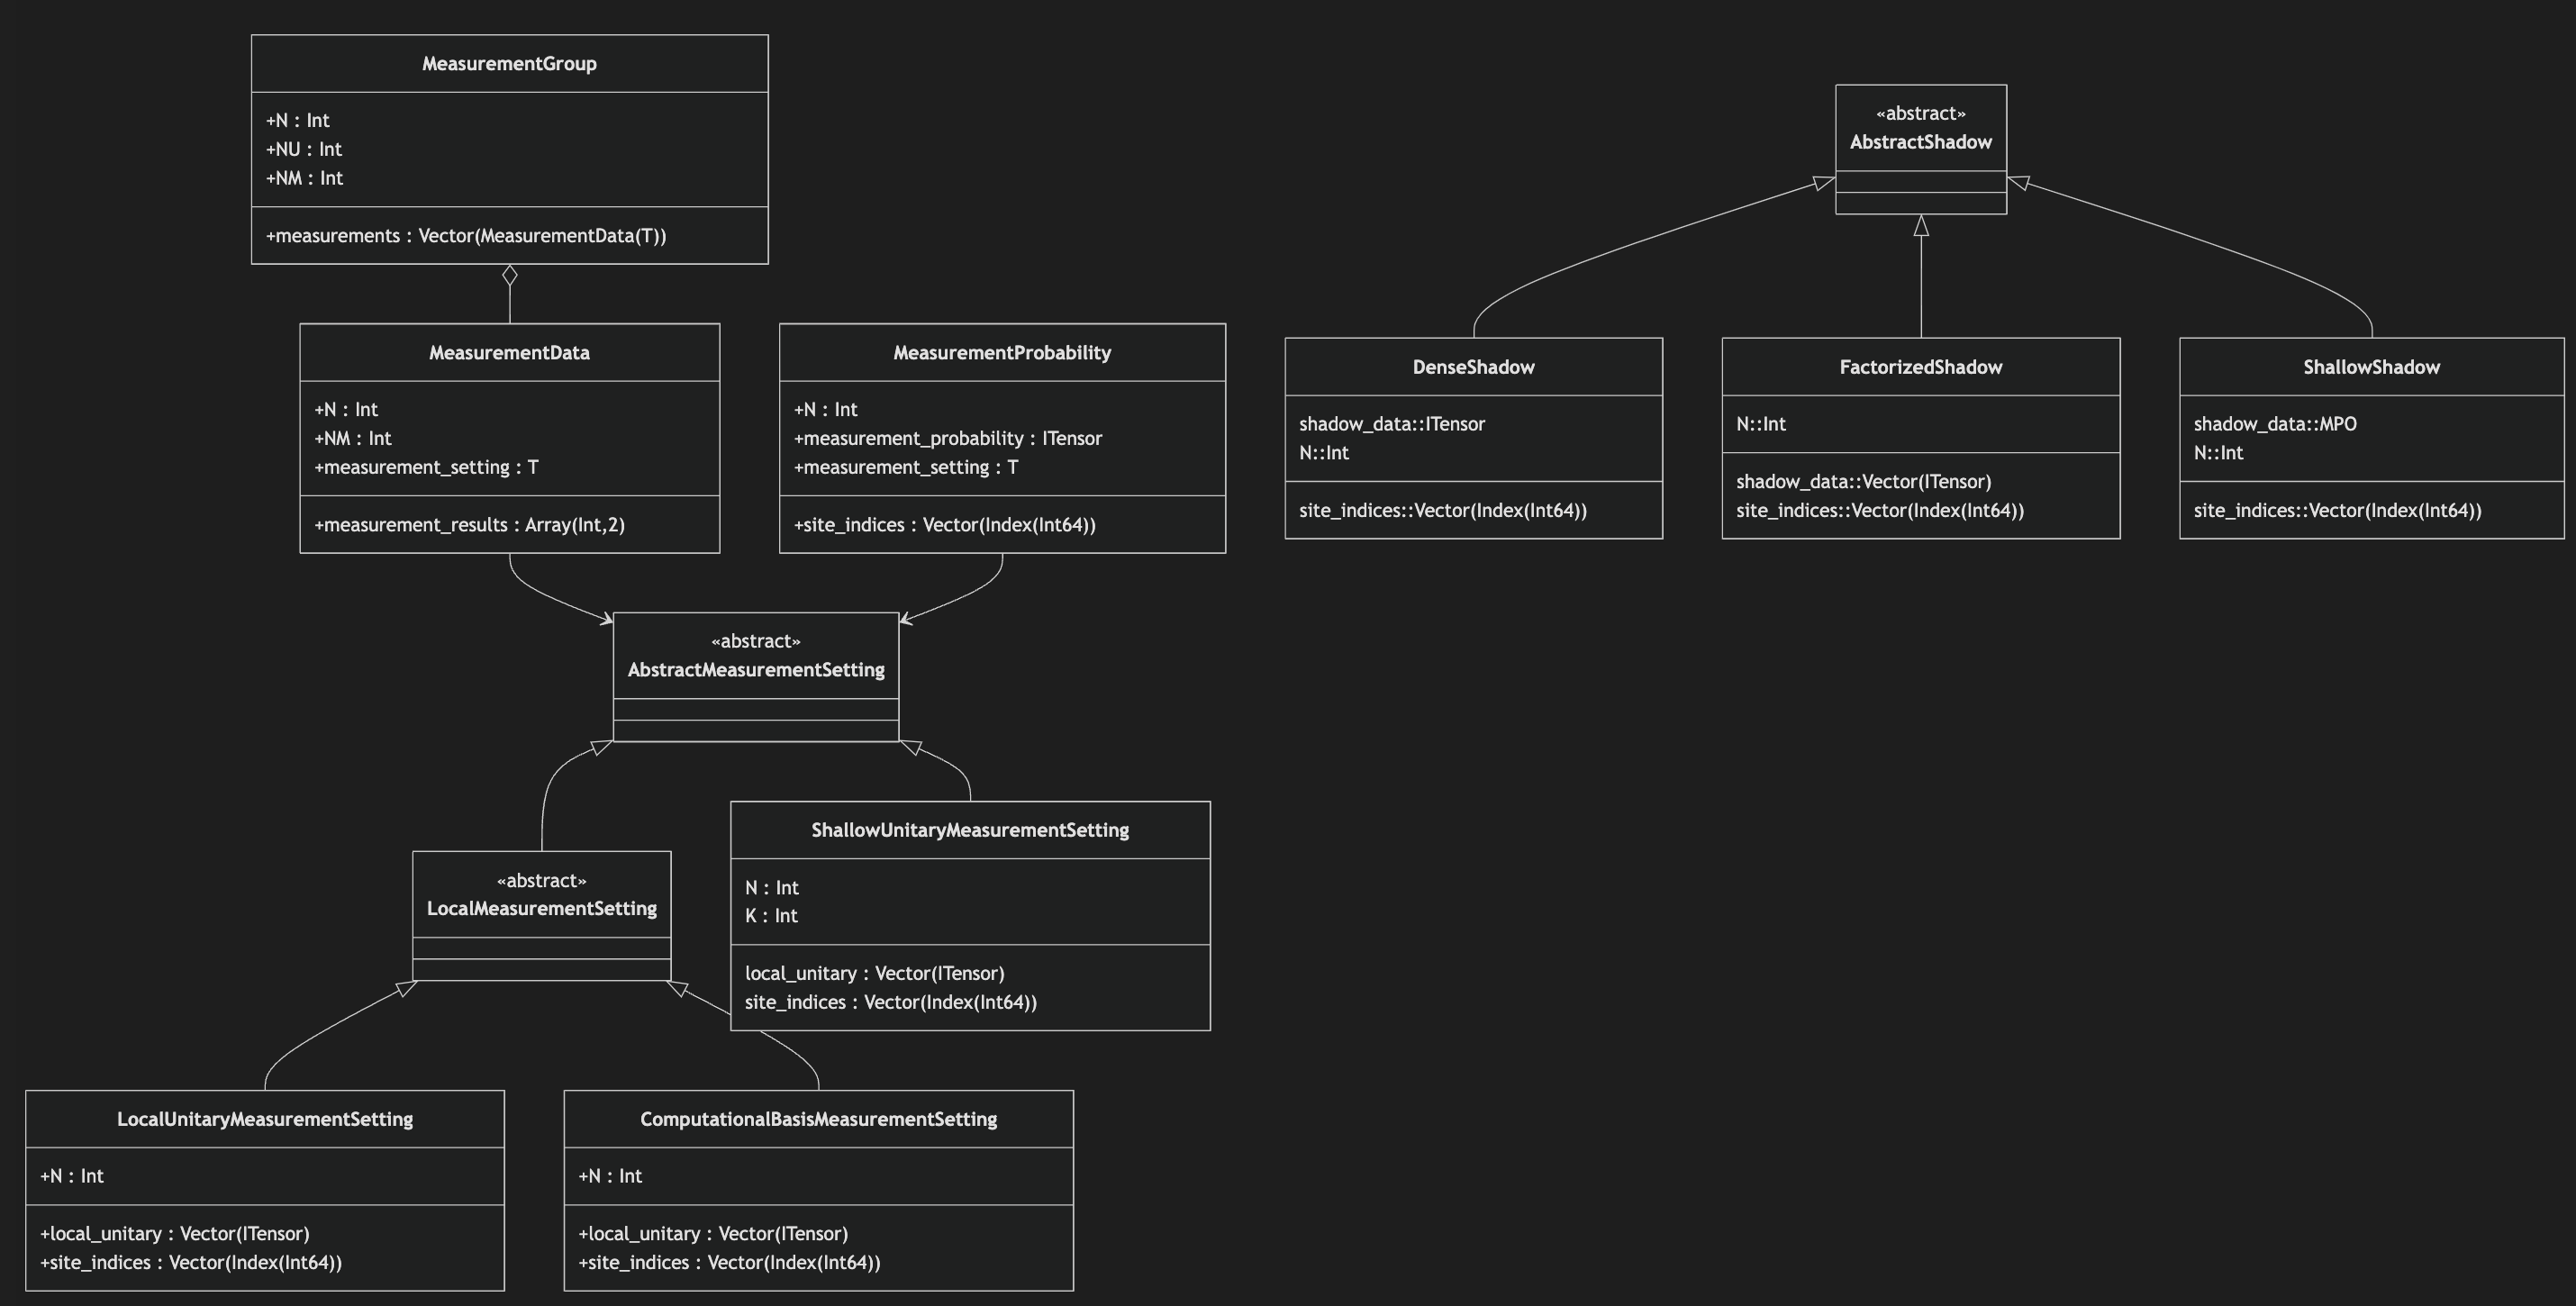 MeasurementGroup
+N : Int
+NU : Int
+NM : Int
+measurements : Vector(MeasurementData(T))
«abstract»
AbstractShadow
MeasurementData
+N : Int
+NM : Int
+measurement_setting : T
+measurement_results : Array(Int,2)
MeasurementProbability
+N : Int
+measurement_probability : ITensor
+measurement_setting : T
+site_indices : Vector(Index(Int64))
DenseShadow
shadow_data::ITensor
N::Int
site_indices::Vector(Index(Int64))
FactorizedShadow
N::Int
shadow_data::Vector(ITensor)
site_indices::Vector(Index(Int64))
ShallowShadow
shadow_data::MPO
N::Int
site_indices::Vector(Index(Int64))
«abstract»
AbstractMeasurementSetting
«abstract»
LocalMeasurementSetting
ShallowUnitaryMeasurementSetting
N : Int
K : Int
local_unitary : Vector(ITensor)
site_indices : Vector(Index(Int64))
LocalUnitaryMeasurementSetting
+N : Int
+local_unitary : Vector(ITensor)
+site_indices : Vector(Index(Int64))
ComputationalBasisMeasurementSetting
+N : Int
+local_unitary : Vector(ITensor)
+site_indices : Vector(Index(Int64))